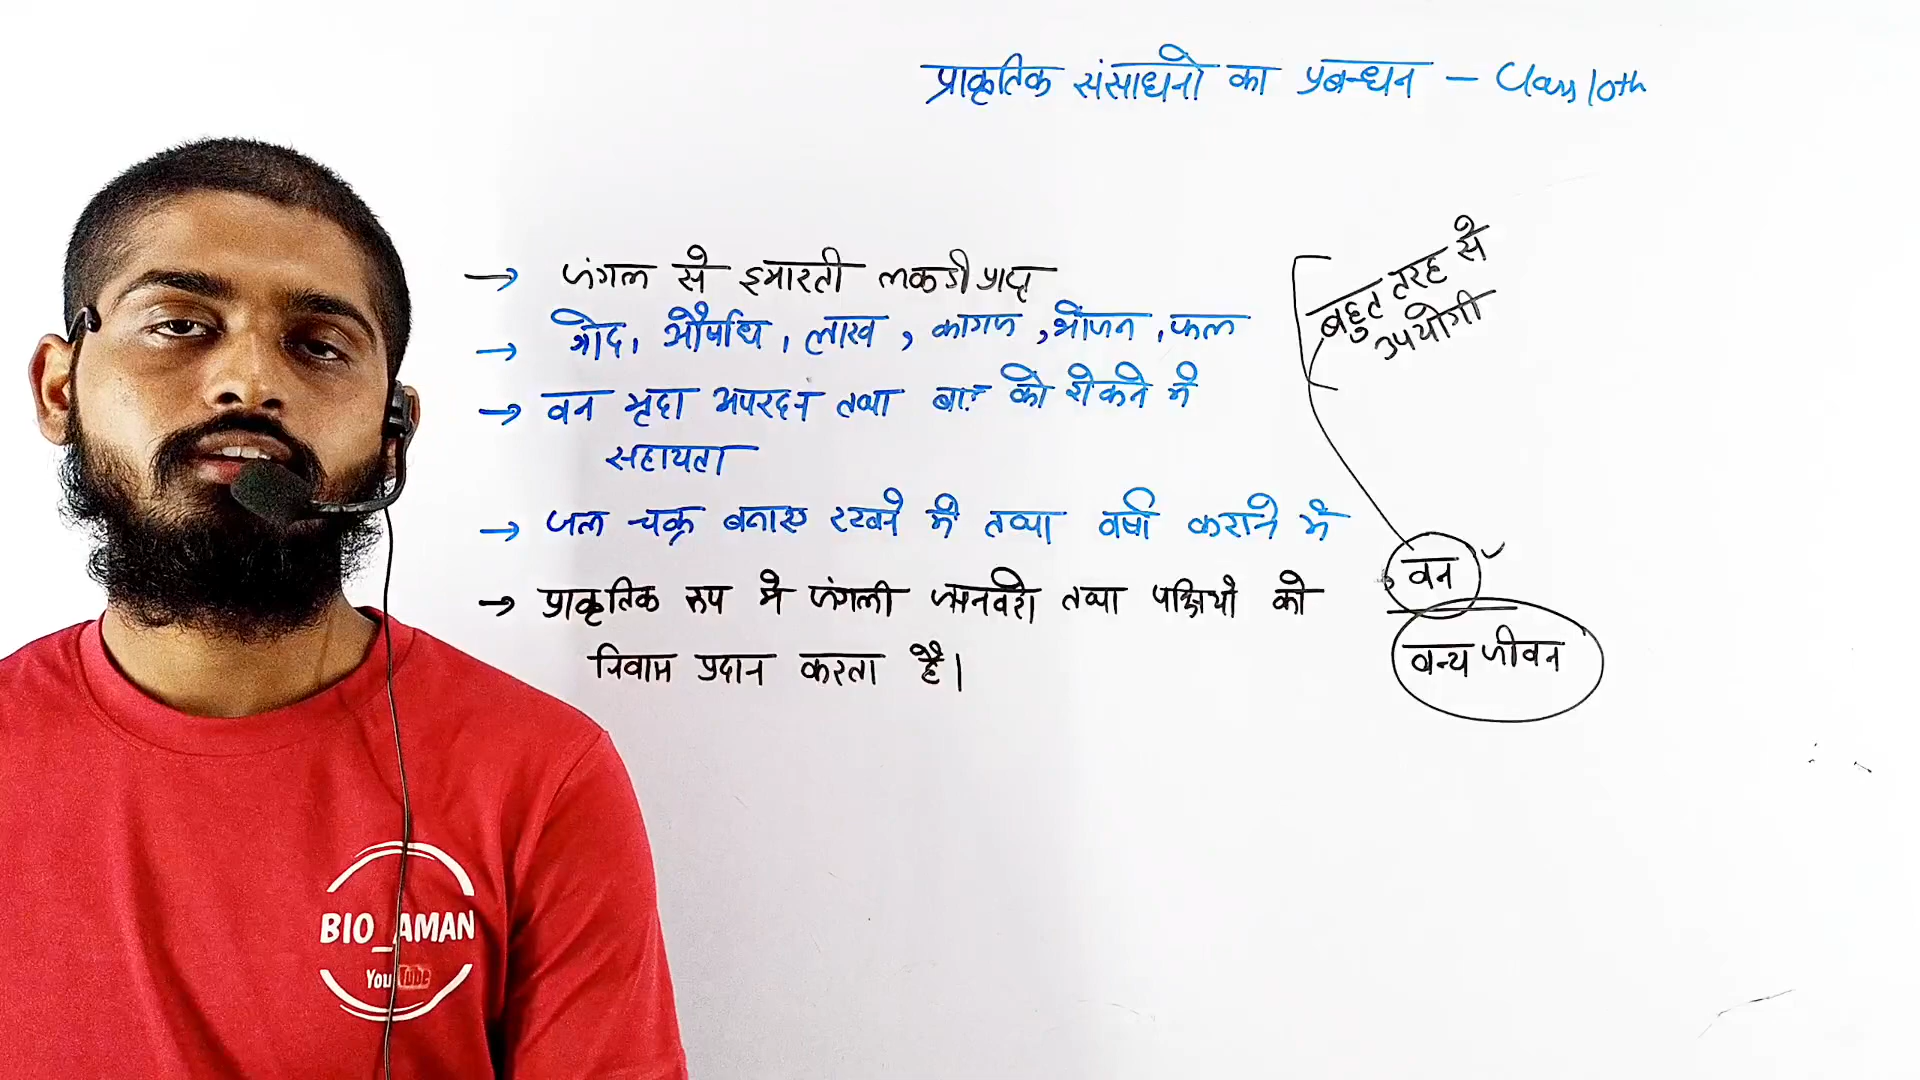 प्राकृतिक संसाधनो का प्रबन्धन – Class 10th
→ जंगल से इमारती लकडी प्राप्त
→ गोंद, औषधि, लाख, कागज, भोजन, फल
→ वन मृदा अपरदन तथा बाढ़ को रोकने में
सहायता
→ जल चक्र बनाए रखने में तथा वर्षा कराने में
→ प्राकृतिक रूप मे जंगली जानवरो तथा पक्षियो को
निवास प्रदान करता है।
बहुत तरह से
उपयोगी
वन
वन्य जीवन
BIO_AMAN
YouTube